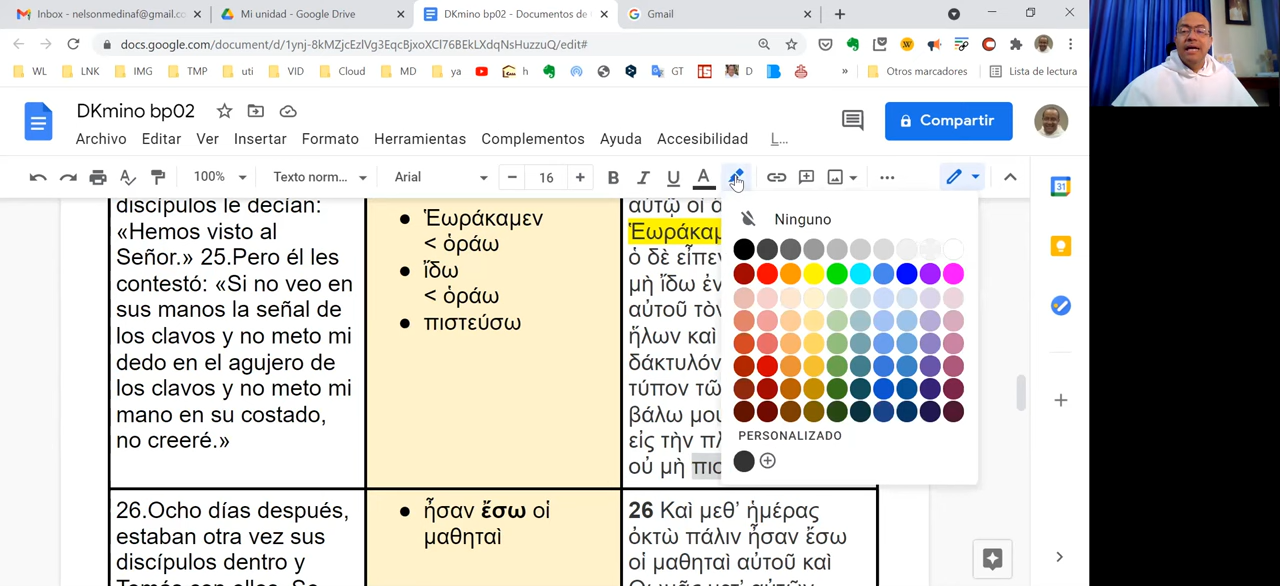 Inbox - nelsonmedinaf@gmail.co
Mi unidad - Google Drive
DKmino bp02 - Documentos de
Gmail
docs.google.com/document/d/1ynj-8kMZjcEzlVg3EqcBjxoXCl76BEkLXdqNsHuzzuQ/edit#
WL LNK IMG TMP uti VID Cloud MD ya h GT D » Otros marcadores Lista de lectura
DKmino bp02
Compartir
Archivo Editar Ver Insertar Formato Herramientas Complementos Ayuda Accesibilidad L...
100% Texto norm... Arial − 16 + B I U A
Ninguno
PERSONALIZADO
discípulos le decían:
«Hemos visto al
Señor.» 25.Pero él les
contestó: «Si no veo en
sus manos la señal de
los clavos y no meto mi
dedo en el agujero de
los clavos y no meto mi
mano en su costado,
no creeré.»
● Ἑωράκαμεν
< ὁράω
● ἴδω
< ὁράω
● πιστεύσω
αὐτῷ οἱ
Ἑωράκαμ
ὁ δὲ εἶπεν
μὴ ἴδω ἐν
αὐτοῦ τὸν
ἥλων καὶ
δάκτυλόν
τύπον τῶ
βάλω μου
εἰς τὴν πλ
οὐ μὴ πισ
26.Ocho días después,
estaban otra vez sus
discípulos dentro y
● ἦσαν ἔσω οἱ
μαθηταὶ
26 Καὶ μεθ᾽ ἡμέρας
ὀκτὼ πάλιν ἦσαν ἔσω
οἱ μαθηταὶ αὐτοῦ καὶ